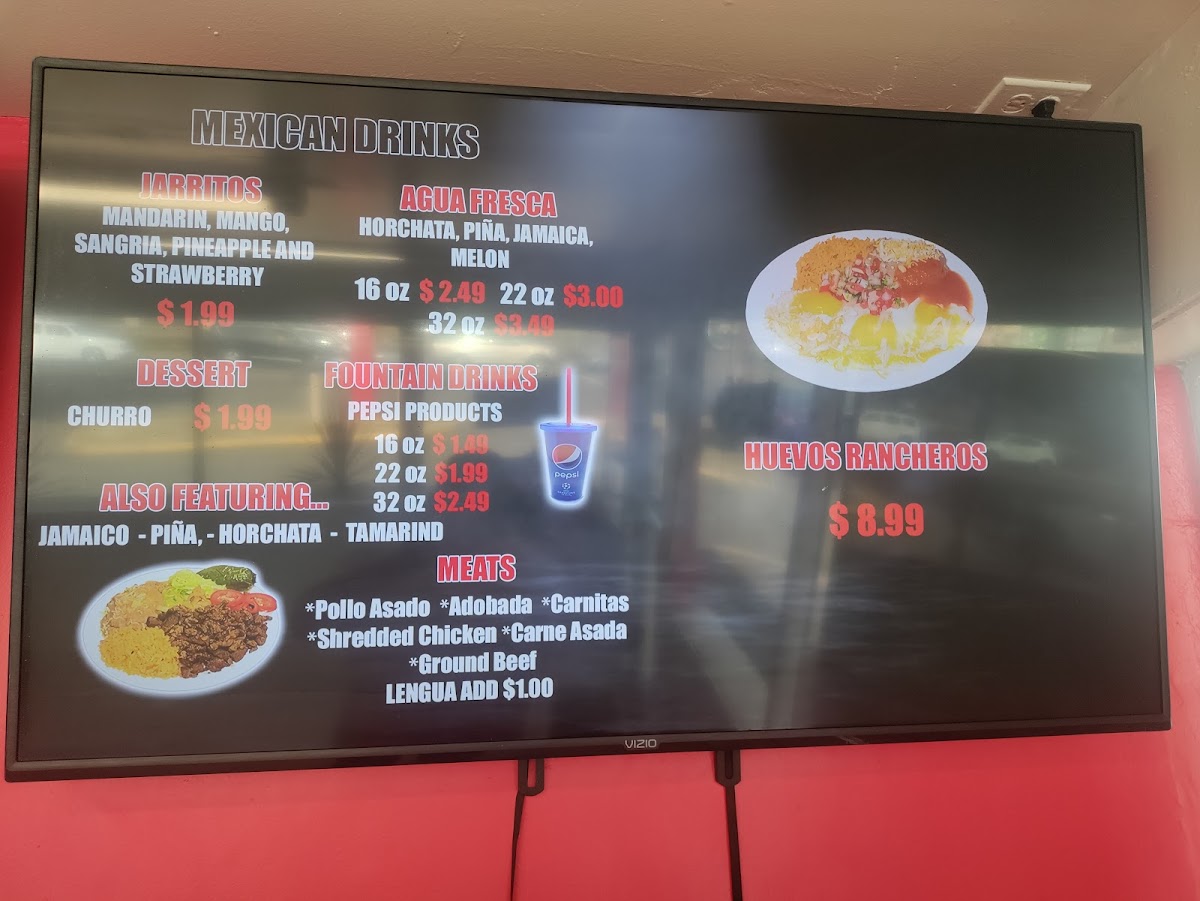 MEXICAN DRINKS
JARRITOS
MANDARIN, MANGO,
SANGRIA, PINEAPPLE AND
STRAWBERRY
$ 1.99
AGUA FRESCA
HORCHATA, PIÑA, JAMAICA,
MELON
16 oz $ 2.49 22 oz $3.00
32 oz $3.49
DESSERT
CHURRO $ 1.99
FOUNTAIN DRINKS
PEPSI PRODUCTS
16 oz $ 1.49
22 oz $1.99
32 oz $2.49
pepsi
ALSO FEATURING...
JAMAICO - PIÑA, - HORCHATA - TAMARIND
MEATS
*Pollo Asado *Adobada *Carnitas
*Shredded Chicken *Carne Asada
*Ground Beef
LENGUA ADD $1.00
HUEVOS RANCHEROS
$ 8.99
VIZIO